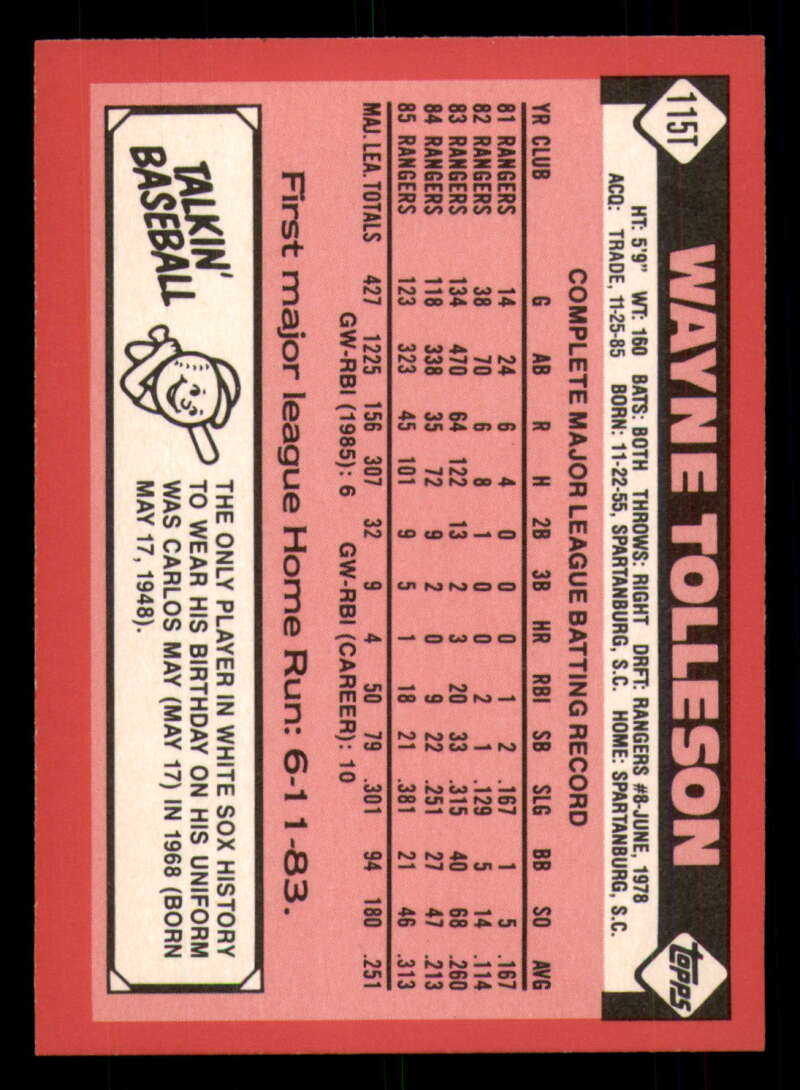 115T
WAYNE TOLLESON
topps
HT: 5'9" WT: 160 BATS: BOTH THROWS: RIGHT DRFT: RANGERS #8-JUNE, 1978
ACQ: TRADE, 11-25-85 BORN: 11-22-55, SPARTANBURG, S.C. HOME: SPARTANBURG, S.C.
COMPLETE MAJOR LEAGUE BATTING RECORD
YR CLUB G AB R H 2B 3B HR RBI SB SLG BB SO AVG
81 RANGERS 14 24 6 4 0 0 0 1 2 .167 1 5 .167
82 RANGERS 38 70 6 8 1 0 0 2 1 .129 5 14 .114
83 RANGERS 134 470 64 122 13 2 3 20 33 .315 40 68 .260
84 RANGERS 118 338 35 72 9 2 0 9 22 .251 27 47 .213
85 RANGERS 123 323 45 101 9 5 1 18 21 .381 21 46 .313
MAJ. LEA. TOTALS 427 1225 156 307 32 9 4 50 79 .301 94 180 .251
GW-RBI (1985): 6 GW-RBI (CAREER): 10
First major league Home Run: 6-11-83.
TALKIN'
BASEBALL
THE ONLY PLAYER IN WHITE SOX HISTORY
TO WEAR HIS BIRTHDAY ON HIS UNIFORM
WAS CARLOS MAY (MAY 17) IN 1968 (BORN
MAY 17, 1948).